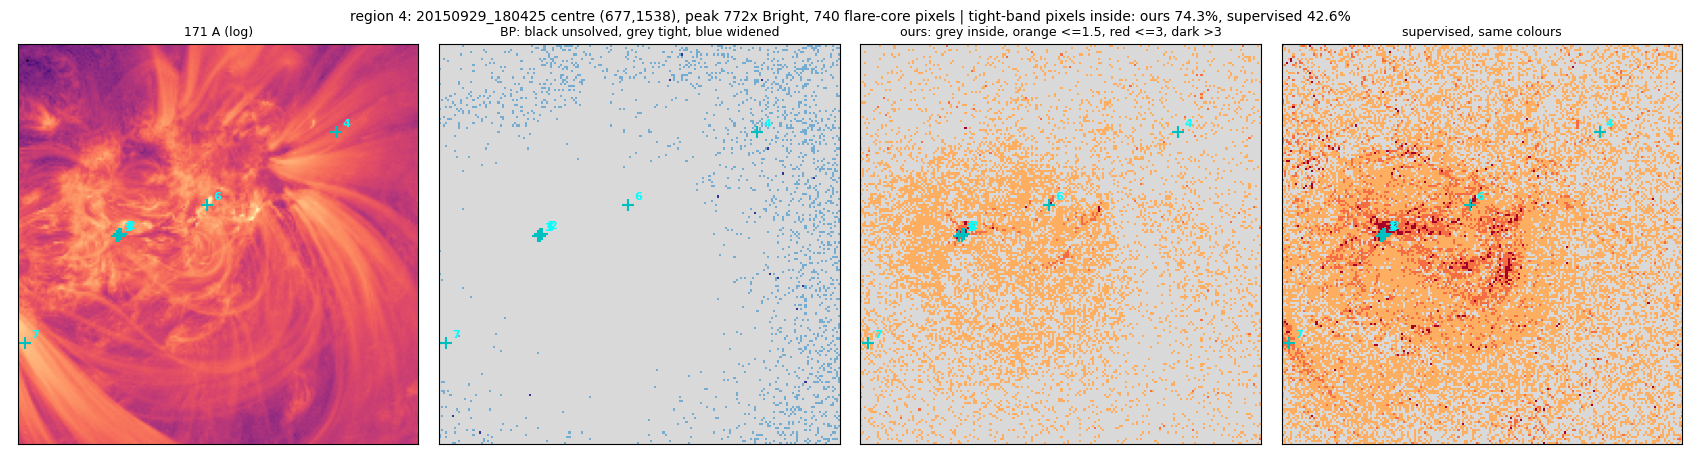 region 4: 20150929_180425 centre (677,1538), peak 772x Bright, 740 flare-core pixels | tight-band pixels inside: ours 74.3%, supervised 42.6%
171 A (log)
BP: black unsolved, grey tight, blue widened
ours: grey inside, orange <=1.5, red <=3, dark >3
supervised, same colours
4
6
7
4
6
7
4
6
7
4
6
7